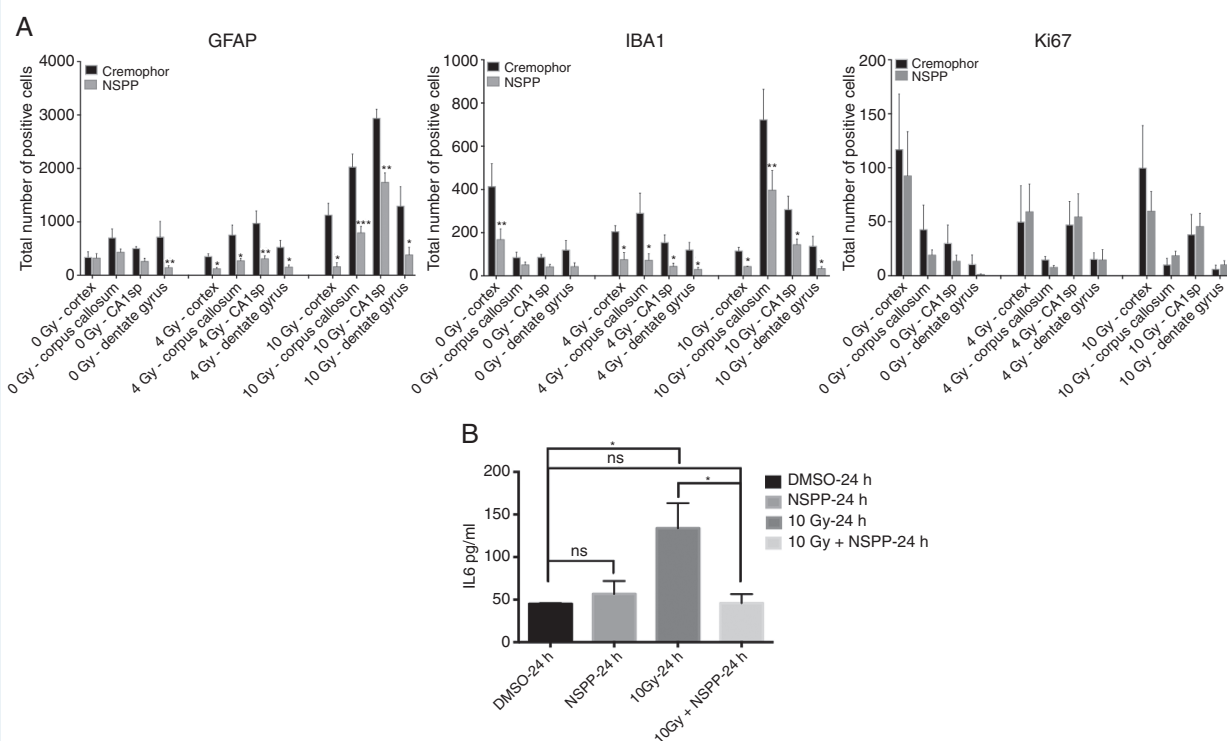 A
GFAP
Total number of positive cells
4000
3000
2000
1000
0
Cremophor
NSPP
**
*
*
**
*
*
***
**
*
0 Gy - cortex
0 Gy - corpus callosum
0 Gy - CA1sp
0 Gy - dentate gyrus
4 Gy - cortex
4 Gy - corpus callosum
4 Gy - CA1sp
4 Gy - dentate gyrus
10 Gy - cortex
10 Gy - corpus callosum
10 Gy - CA1sp
10 Gy - dentate gyrus
IBA1
Total number of positive cells
1000
800
600
400
200
0
Cremophor
NSPP
**
*
*
*
*
*
**
*
*
0 Gy - cortex
0 Gy - corpus callosum
0 Gy - CA1sp
0 Gy - dentate gyrus
4 Gy - cortex
4 Gy - corpus callosum
4 Gy - CA1sp
4 Gy - dentate gyrus
10 Gy - cortex
10 Gy - corpus callosum
10 Gy - CA1sp
10 Gy - dentate gyrus
Ki67
Total number of positive cells
200
150
100
50
0
Cremophor
NSPP
0 Gy - cortex
0 Gy - corpus callosum
0 Gy - CA1sp
0 Gy - dentate gyrus
4 Gy - cortex
4 Gy - corpus callosum
4 Gy - CA1sp
4 Gy - dentate gyrus
10 Gy - cortex
10 Gy - corpus callosum
10 Gy - CA1sp
10 Gy - dentate gyrus
B
*
ns
*
ns
IL6 pg/ml
200
150
100
50
0
DMSO-24 h
NSPP-24 h
10Gy-24 h
10Gy + NSPP-24 h
DMSO-24 h
NSPP-24 h
10 Gy-24 h
10 Gy + NSPP-24 h